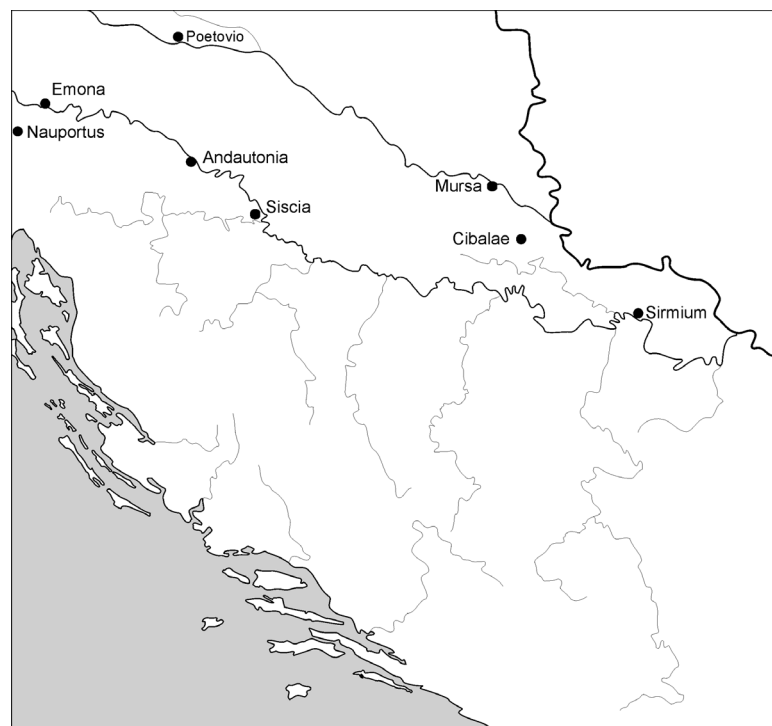 Poetovio
Emona
Nauportus
Andautonia
Mursa
Siscia
Cibalae
Sirmium